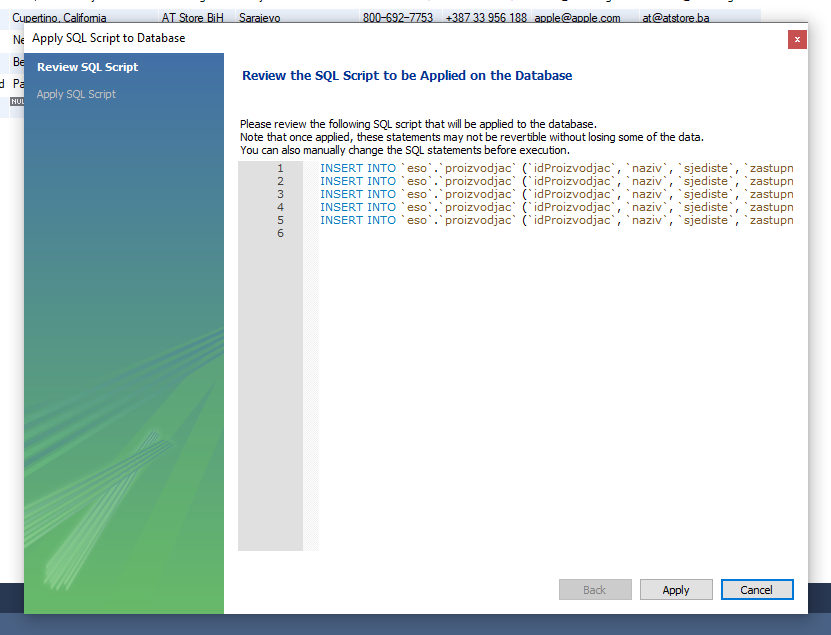 Cupertino, California AT Store BiH Sarajevo 800-692-7753 +387 33 956 188 apple@apple.com at@atstore.ba
Apply SQL Script to Database
x
Ne
Be
d Pa
NUL
Review SQL Script
Apply SQL Script
Review the SQL Script to be Applied on the Database
Please review the following SQL script that will be applied to the database.
Note that once applied, these statements may not be revertible without losing some of the data.
You can also manually change the SQL statements before execution.
1 INSERT INTO `eso`.`proizvodjac` (`idProizvodjac`, `naziv`, `sjediste`, `zastupn
2 INSERT INTO `eso`.`proizvodjac` (`idProizvodjac`, `naziv`, `sjediste`, `zastupn
3 INSERT INTO `eso`.`proizvodjac` (`idProizvodjac`, `naziv`, `sjediste`, `zastupn
4 INSERT INTO `eso`.`proizvodjac` (`idProizvodjac`, `naziv`, `sjediste`, `zastupn
5 INSERT INTO `eso`.`proizvodjac` (`idProizvodjac`, `naziv`, `sjediste`, `zastupn
6
Back Apply Cancel